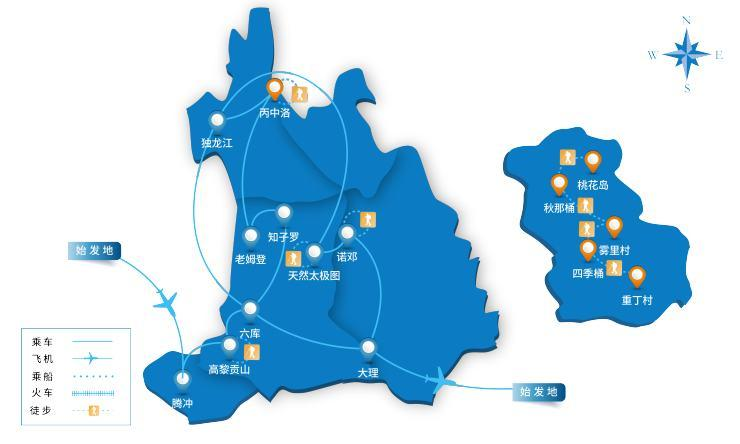 N
W
E
S
丙中洛
独龙江
桃花岛
秋那桶
知子罗
雾里村
老姆登
诺邓
始发地
天然太极图
四季桶
重丁村
六库
乘车
飞机
高黎贡山
大理
乘船
火车
始发地
腾冲
徒步